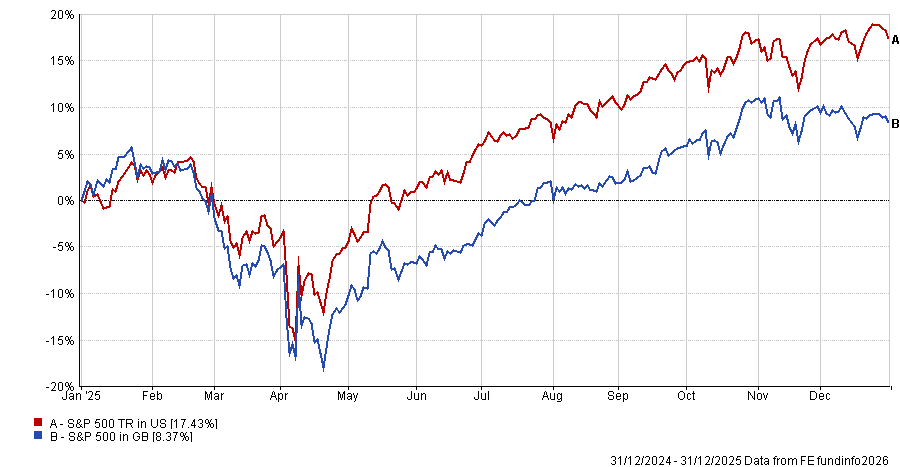 20%
15%
10%
5%
0%
-5%
-10%
-15%
-20%
A
B
Jan '25 Feb Mar Apr May Jun Jul Aug Sep Oct Nov Dec
A - S&P 500 TR in US [17.43%]
B - S&P 500 in GB [8.37%]
31/12/2024 - 31/12/2025 Data from FE fundinfo2026